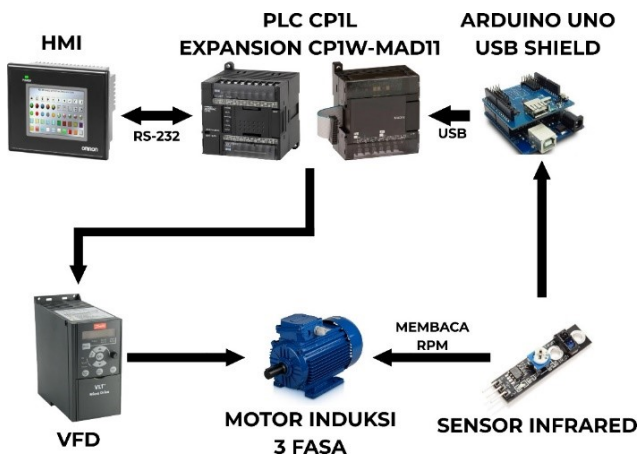 HMI
OMRON
RS-232
PLC CP1L
EXPANSION CP1W-MAD11
USB
ARDUINO UNO
USB SHIELD
VFD
MOTOR INDUKSI
3 FASA
MEMBACA
RPM
SENSOR INFRARED